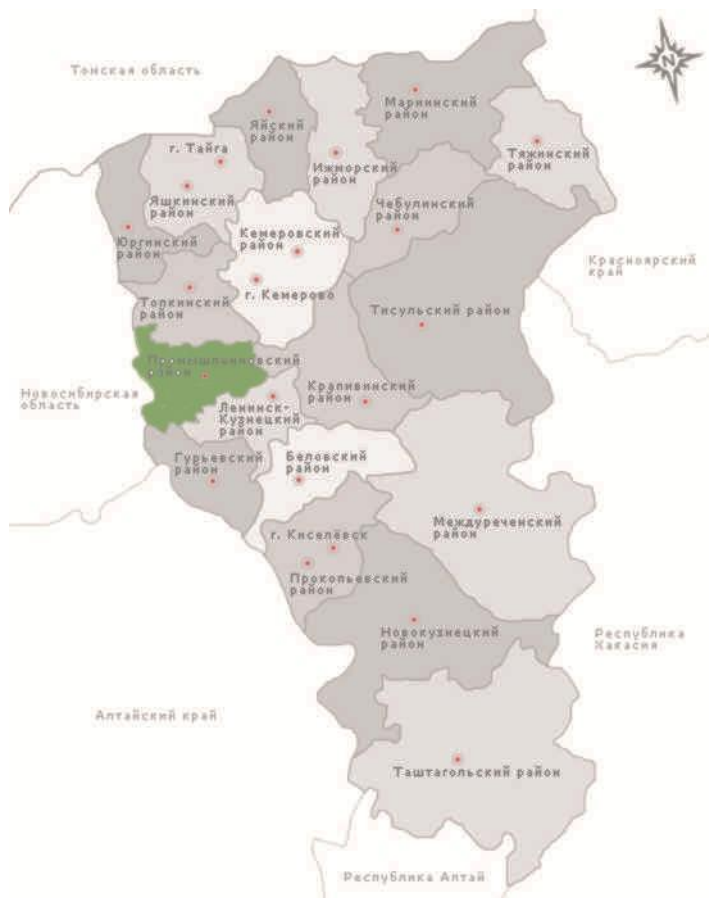 N
Томская область
Мариинский
район
Яйский
район
г. Тайга
Ижморский
район
Тяжинский
район
Яшкинский
район
Чебулинский
район
Юргинский
район
Кемеровский
район
Красноярский
край
г. Кемерово
Топкинский
район
Тисульский район
Промышленновский
район
Новосибирская
область
Крапивинский
район
Ленинск-
Кузнецкий
район
Гурьевский
район
Беловский
район
Междуреченский
район
г. Киселёвск
Прокопьевский
район
Новокузнецкий
район
Республика
Хакасия
Алтайский край
Таштагольский район
Республика Алтай